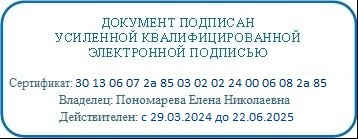 ДОКУМЕНТ ПОДПИСАН
УСИЛЕННОЙ КВАЛИФИЦИРОВАННОЙ
ЭЛЕКТРОННОЙ ПОДПИСЬЮ
Сертификат: 30 13 06 07 2a 85 03 02 02 24 00 06 08 2a 85
Владелец: Пономарева Елена Николаевна
Действителен: с 29.03.2024 до 22.06.2025